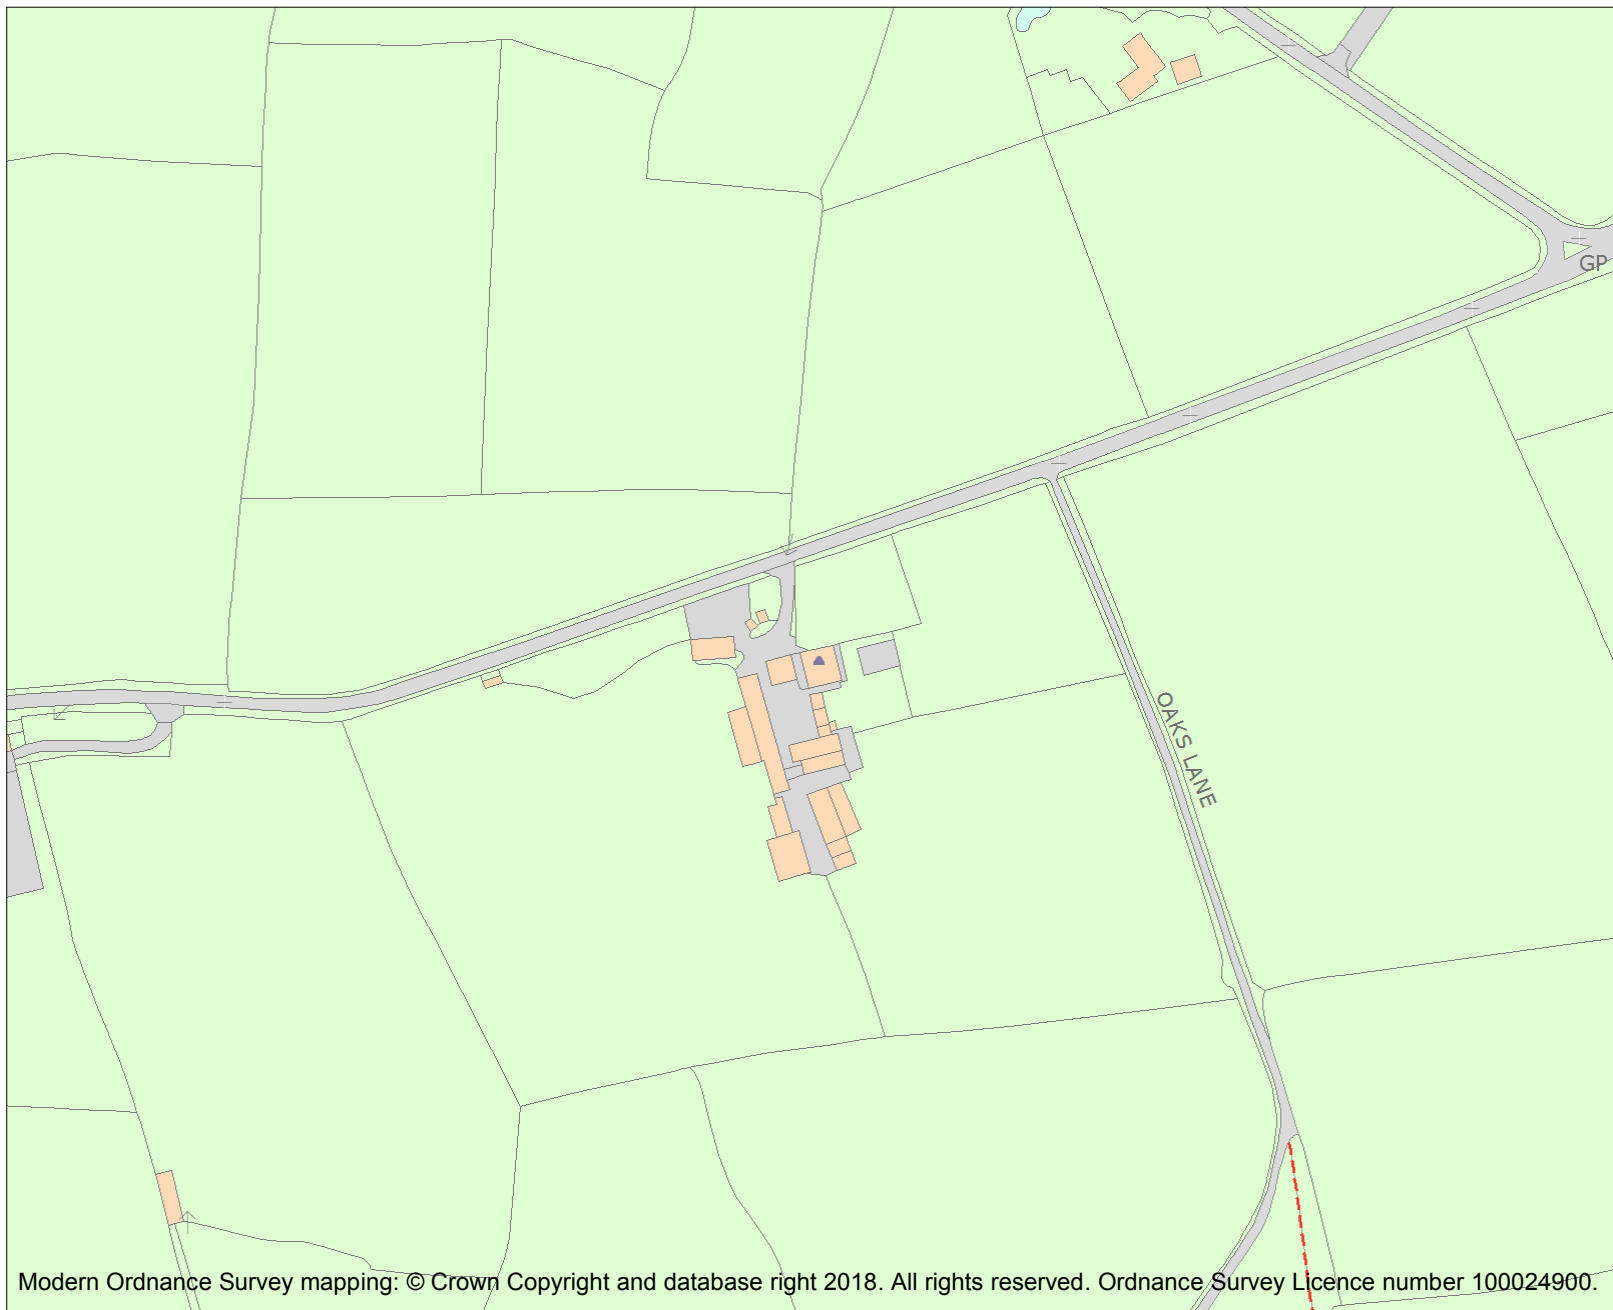 GP
OAKS LANE
Modern Ordnance Survey mapping: © Crown Copyright and database right 2018. All rights reserved. Ordnance Survey Licence number 100024900.